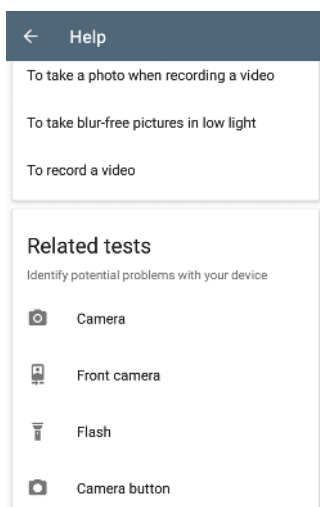 Help
To take a photo when recording a video
To take blur-free pictures in low light
To record a video
Related tests
Identify potential problems with your device
Camera
Front camera
Flash
Camera button